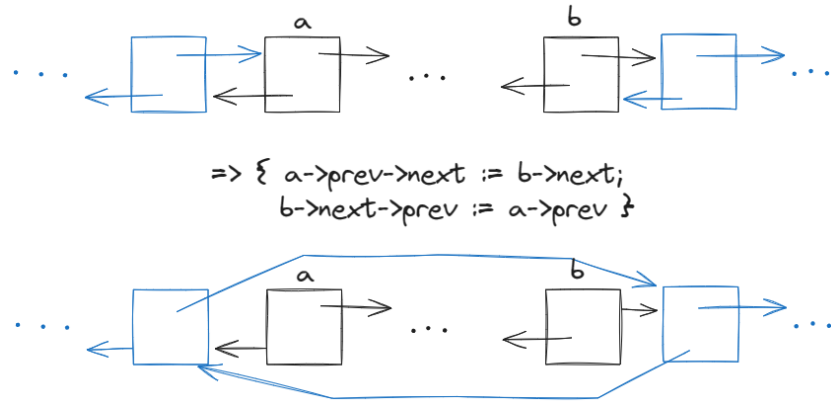 a b
=> { a->prev->next := b->next;
b->next->prev := a->prev }
a b